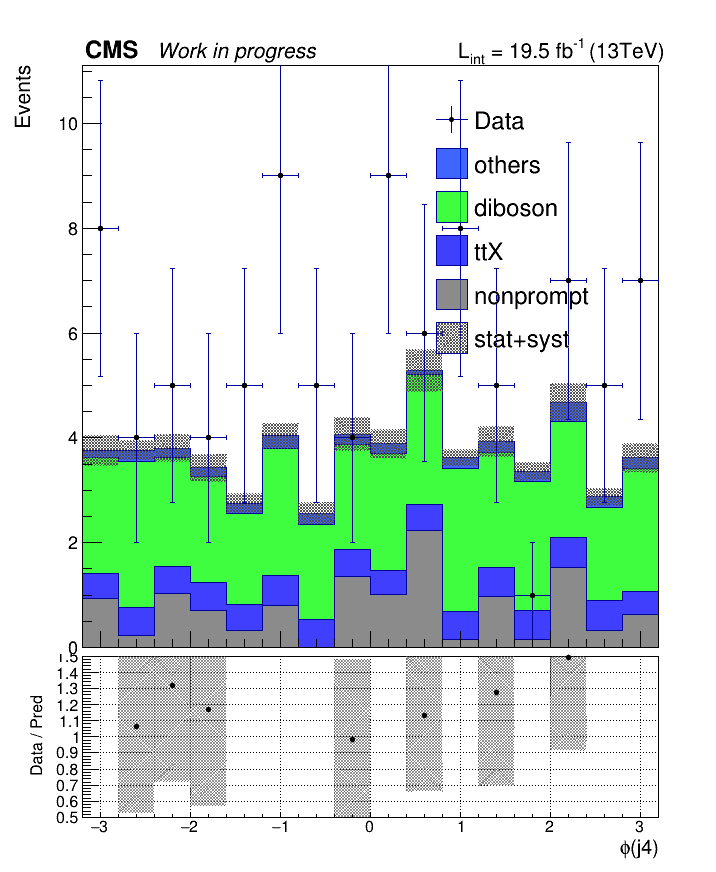 CMS Work in progress L_int = 19.5 fb^-1 (13TeV)
Events
10
8
6
4
2
0
Data
others
diboson
ttX
nonprompt
stat+syst
Data / Pred
1.5
1.4
1.3
1.2
1.1
1
0.9
0.8
0.7
0.6
0.5
−3 −2 −1 0 1 2 3
ϕ(j4)